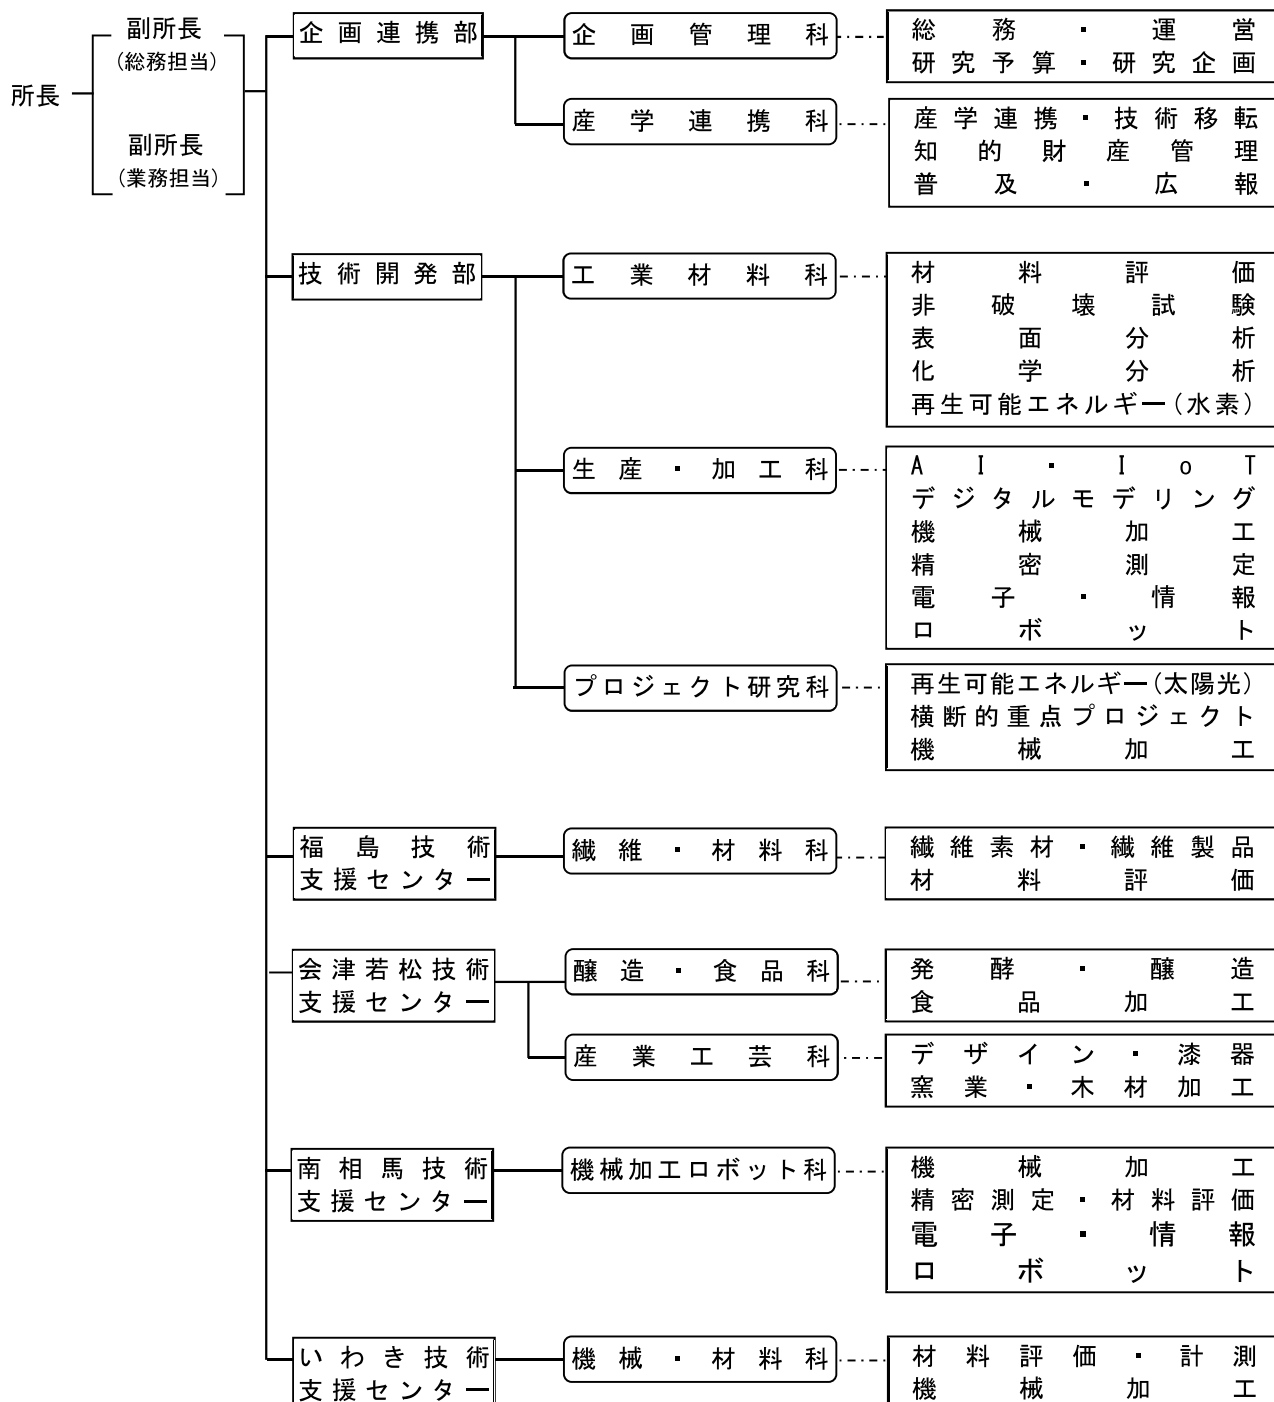 所長
副所長
(総務担当)
副所長
(業務担当)
企画連携部
企画管理科
総務・運営
研究予算・研究企画
産学連携科
産学連携・技術移転
知的財産管理
普及・広報
技術開発部
工業材料科
材料評価
非破壊試験
表面分析
化学分析
再生可能エネルギー(水素)
生産・加工科
AI・IoT
デジタルモデリング
機械加工
精密測定
電子・情報
ロボット
プロジェクト研究科
再生可能エネルギー(太陽光)
横断的重点プロジェクト
機械加工
福島技術
支援センター
繊維・材料科
繊維素材・繊維製品
材料評価
会津若松技術
支援センター
醸造・食品科
発酵・醸造
食品加工
産業工芸科
デザイン・漆器
窯業・木材加工
南相馬技術
支援センター
機械加工ロボット科
機械加工
精密測定・材料評価
電子・情報
ロボット
いわき技術
支援センター
機械・材料科
材料評価・計測
機械加工